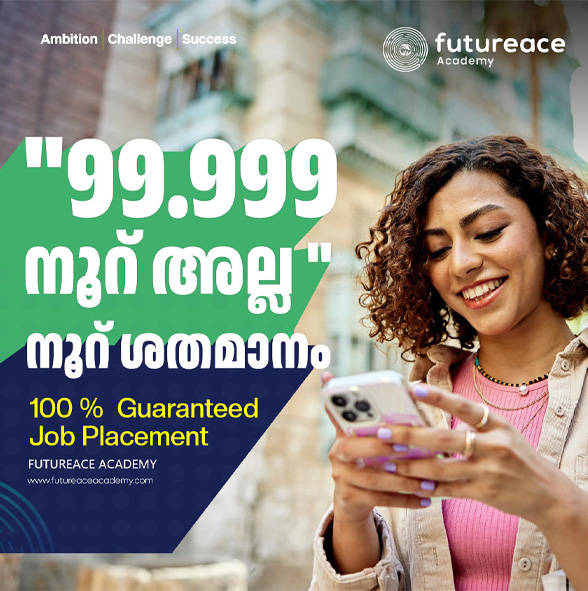 Ambition | Challenge | Success
futureace
Academy
"99.999
നൂറ് അല്ല "
നൂറ് ശതമാനം
100 % Guaranteed
Job Placement
FUTUREACE ACADEMY
www.futureaceacademy.com